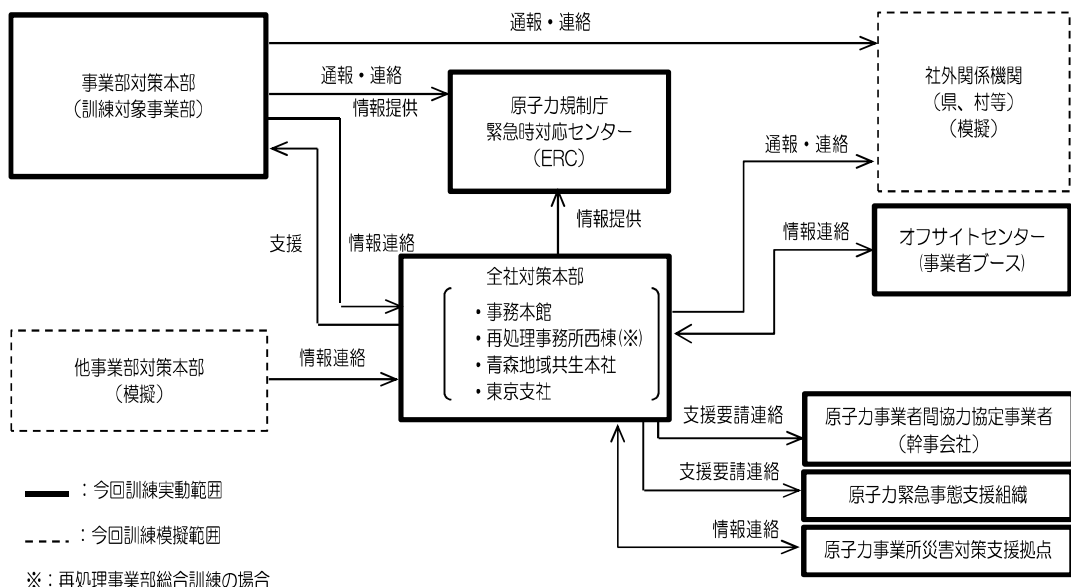 通報・連絡
事業部対策本部
(訓練対象事業部)
通報・連絡
情報提供
原子力規制庁
緊急時対応センター
(ERC)
社外関係機関
(県、村等)
(模擬)
通報・連絡
情報提供
支援
情報連絡
情報連絡
オフサイトセンター
(事業者ブース)
全社対策本部
・事務本館
・再処理事務所西棟(※)
・青森地域共生本社
・東京支社
他事業部対策本部
(模擬)
情報連絡
支援要請連絡
原子力事業者間協力協定事業者
(幹事会社)
支援要請連絡
原子力緊急事態支援組織
情報連絡
原子力事業所災害対策支援拠点
:今回訓練実動範囲
:今回訓練模擬範囲
※:再処理事業部総合訓練の場合